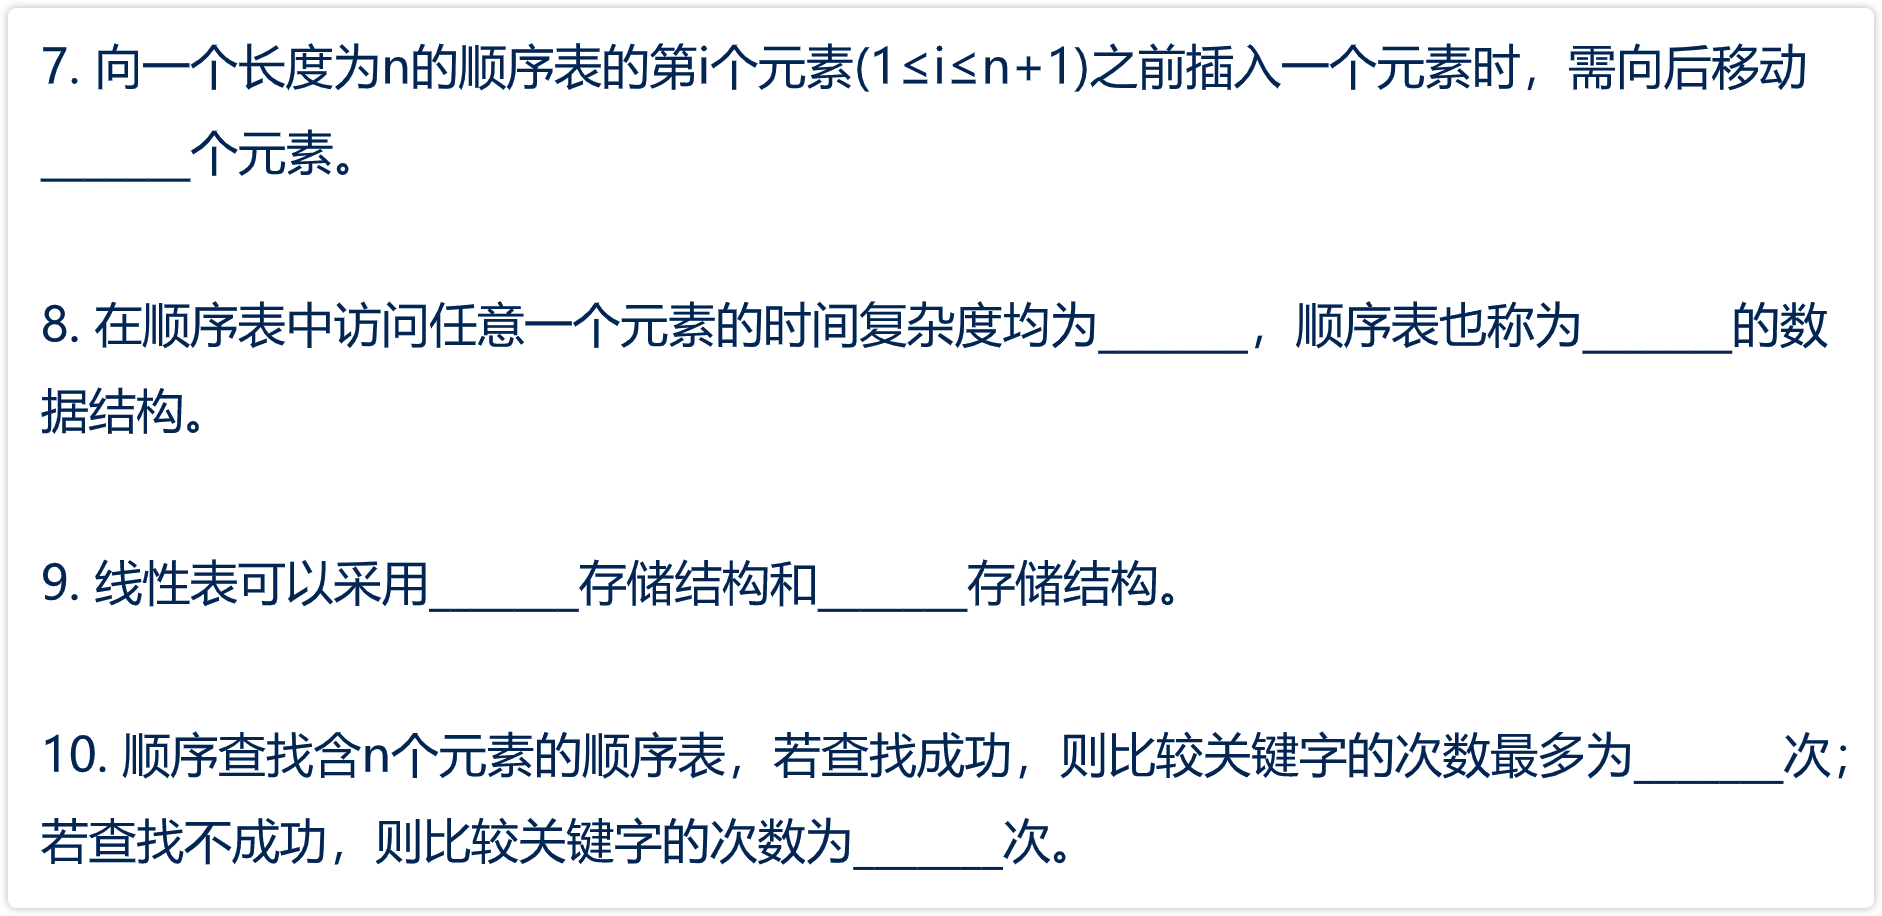 7. 向一个长度为n的顺序表的第i个元素(1≤i≤n+1)之前插入一个元素时，需向后移动
_______个元素。
8. 在顺序表中访问任意一个元素的时间复杂度均为_______，顺序表也称为_______的数
据结构。
9. 线性表可以采用_______存储结构和_______存储结构。
10. 顺序查找含n个元素的顺序表，若查找成功，则比较关键字的次数最多为_______次；
若查找不成功，则比较关键字的次数为_______次。